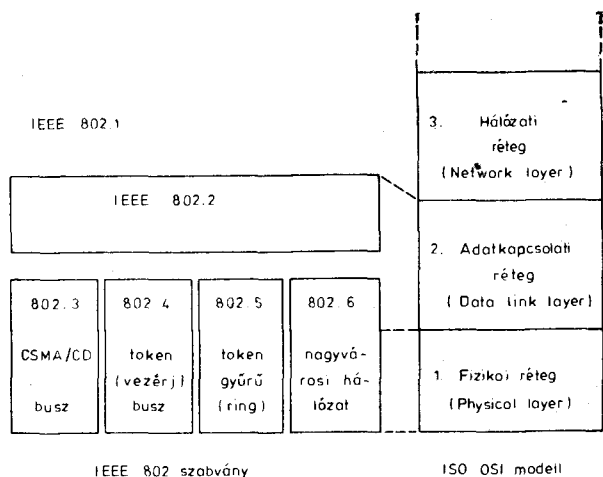 IEEE 802.1
IEEE 802.2
802.3
CSMA/CD
busz
802 4
token
(vezérj)
busz
802.5
token
gyűrű
(ring)
802.6
nagyvá-
rosi há-
lózat
IEEE 802 szabvány
3. Hálózati
réteg
(Network layer)
2. Adatkapcsolati
réteg
(Data link layer)
1. Fizikai réteg
(Physical layer)
ISO OSI modell